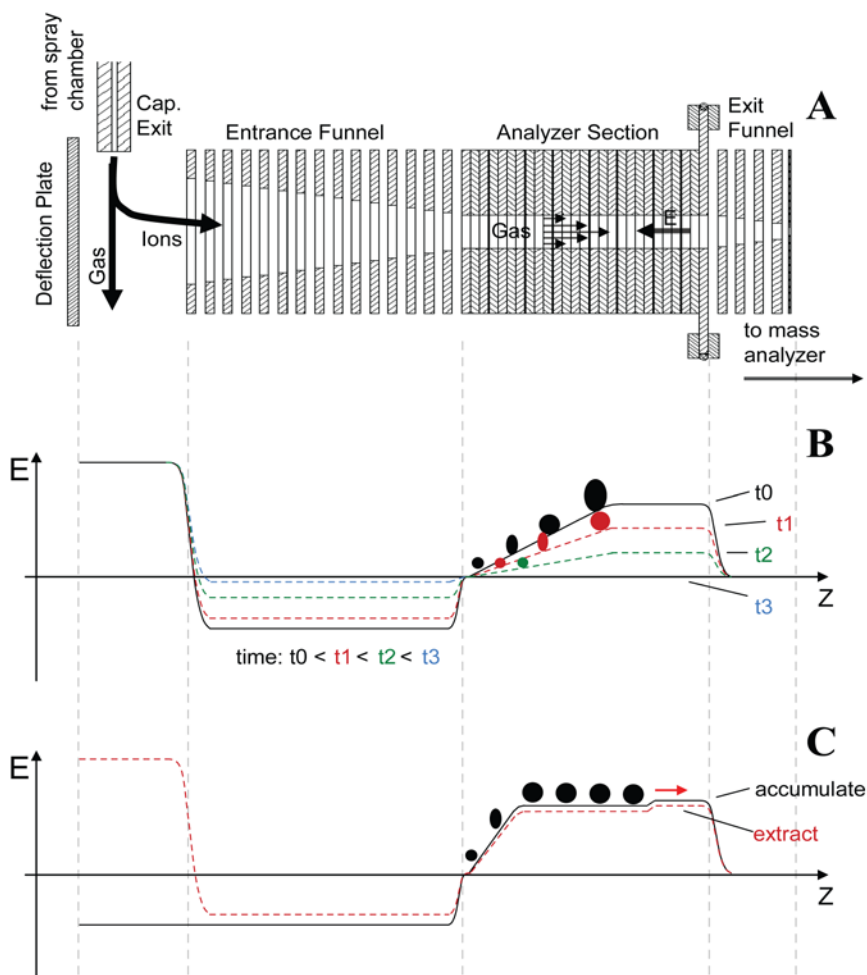 from spray
chamber
Cap.
Exit
Deflection Plate
Gas
Ions
Entrance Funnel
Analyzer Section
Gas
E
Exit
Funnel
A
to mass
analyzer
B
E
t0
t1
t2
t3
z
time: t0 < t1 < t2 < t3
C
E
accumulate
extract
z